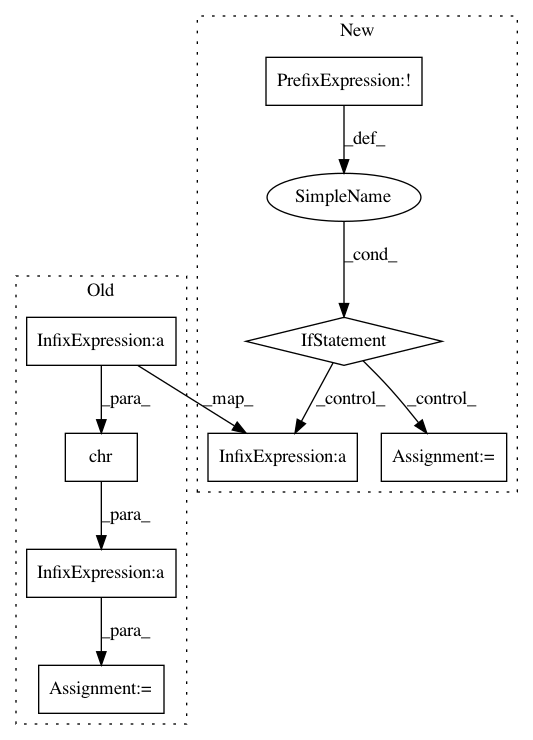 New
PrefixExpression:!
_def_
SimpleName
_cond_
Old
InfixExpression:a
IfStatement
_para_
_map_
_control_
_control_
chr
InfixExpression:a
Assignment:=
_para_
InfixExpression:a
_para_
Assignment:=